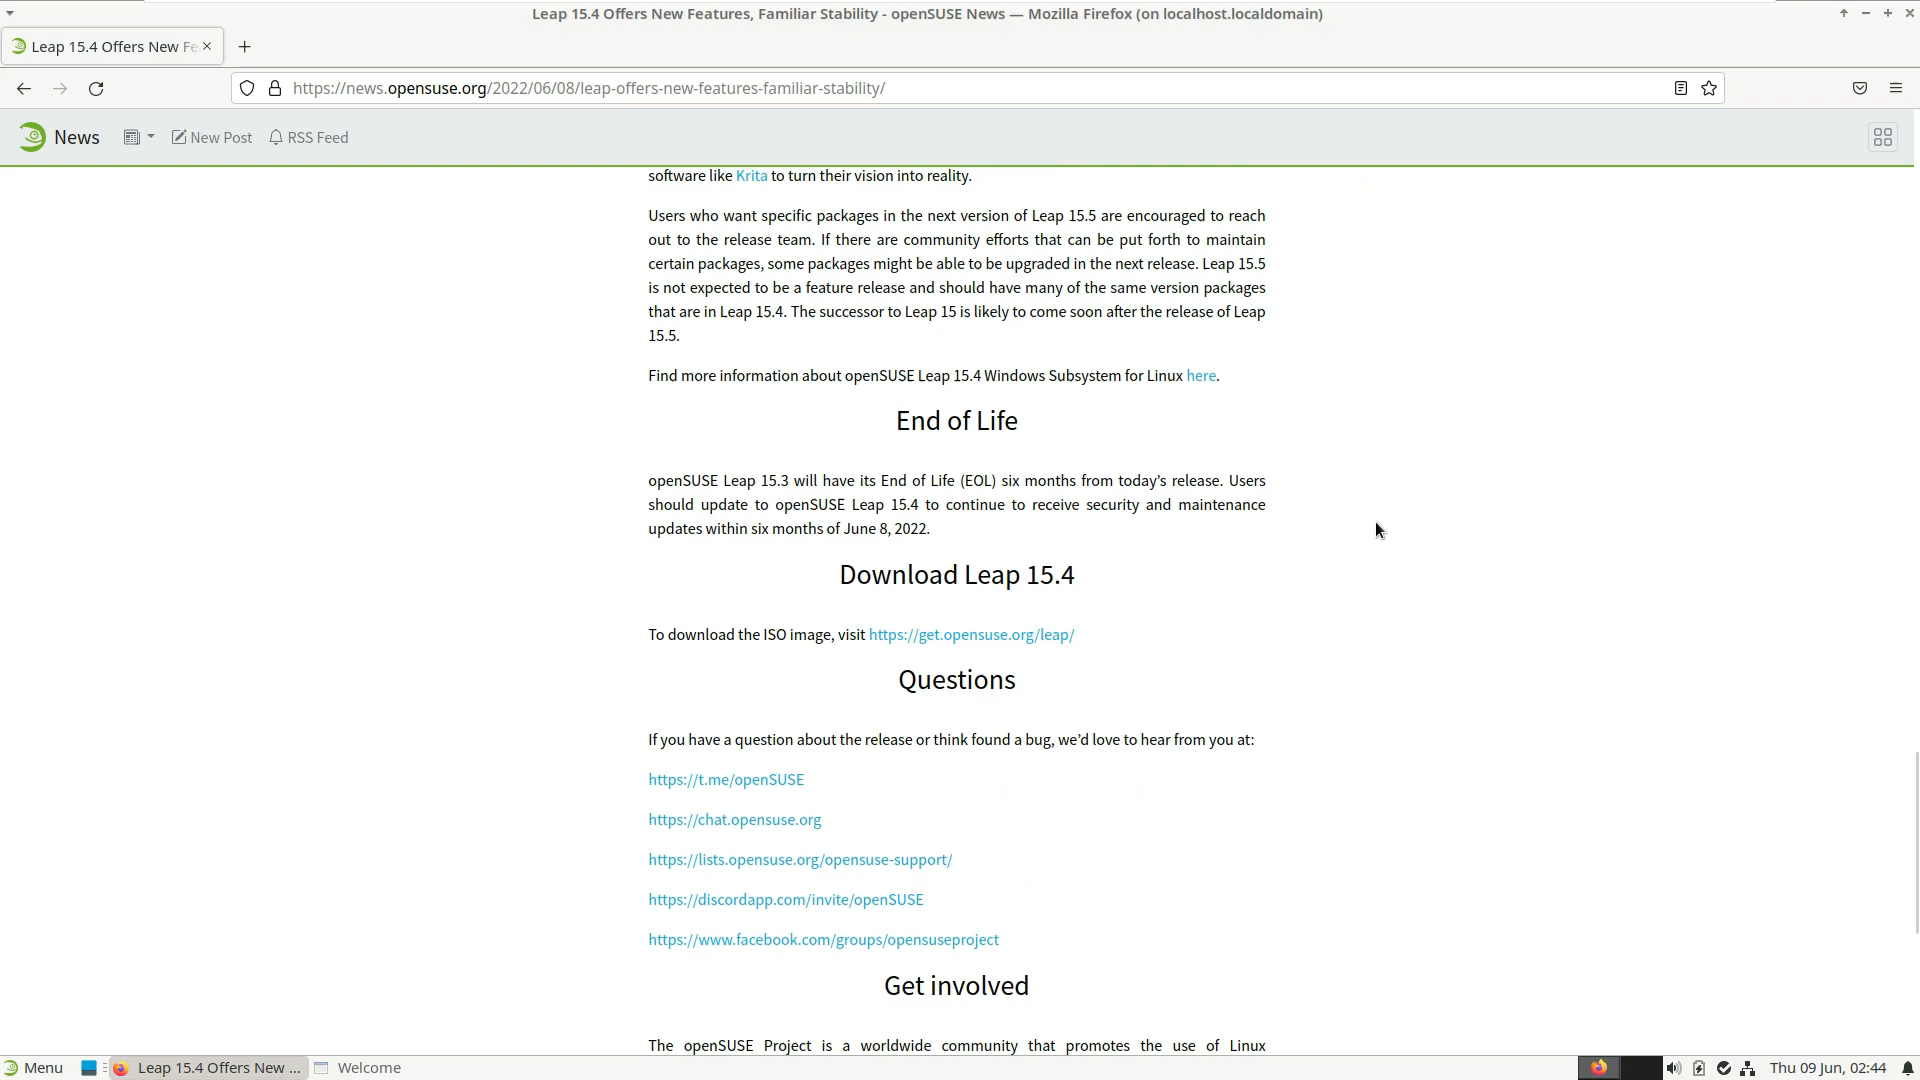 Leap 15.4 Offers New Features, Familiar Stability - openSUSE News — Mozilla Firefox (on localhost.localdomain)
Leap 15.4 Offers New Fe
https://news.opensuse.org/2022/06/08/leap-offers-new-features-familiar-stability/
News New Post RSS Feed
software like Krita to turn their vision into reality.
Users who want specific packages in the next version of Leap 15.5 are encouraged to reach
out to the release team. If there are community efforts that can be put forth to maintain
certain packages, some packages might be able to be upgraded in the next release. Leap 15.5
is not expected to be a feature release and should have many of the same version packages
that are in Leap 15.4. The successor to Leap 15 is likely to come soon after the release of Leap
15.5.
Find more information about openSUSE Leap 15.4 Windows Subsystem for Linux here.
End of Life
openSUSE Leap 15.3 will have its End of Life (EOL) six months from today’s release. Users
should update to openSUSE Leap 15.4 to continue to receive security and maintenance
updates within six months of June 8, 2022.
Download Leap 15.4
To download the ISO image, visit https://get.opensuse.org/leap/
Questions
If you have a question about the release or think found a bug, we’d love to hear from you at:
https://t.me/openSUSE
https://chat.opensuse.org
https://lists.opensuse.org/opensuse-support/
https://discordapp.com/invite/openSUSE
https://www.facebook.com/groups/opensuseproject
Get involved
The openSUSE Project is a worldwide community that promotes the use of Linux
Menu Leap 15.4 Offers New ... Welcome Thu 09 Jun, 02:44